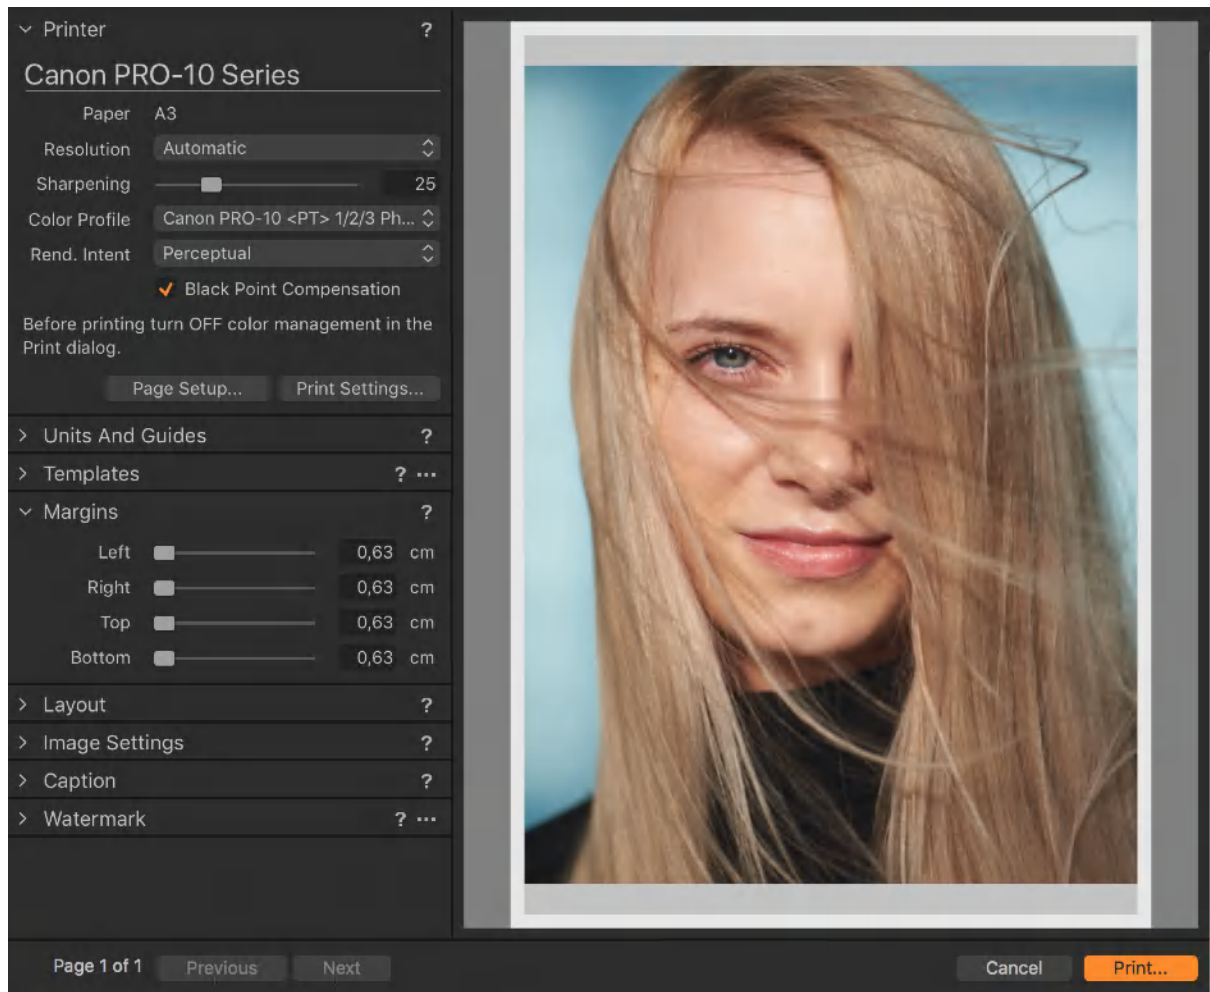 Printer ?
Canon PRO-10 Series
Paper A3
Resolution Automatic
Sharpening 25
Color Profile Canon PRO-10 <PT> 1/2/3 Ph...
Rend. Intent Perceptual
Black Point Compensation
Before printing turn OFF color management in the
Print dialog.
Page Setup... Print Settings...
Units And Guides ?
Templates ? ...
Margins ?
Left 0,63 cm
Right 0,63 cm
Top 0,63 cm
Bottom 0,63 cm
Layout ?
Image Settings ?
Caption ?
Watermark ? ...
Page 1 of 1 Previous Next Cancel Print...